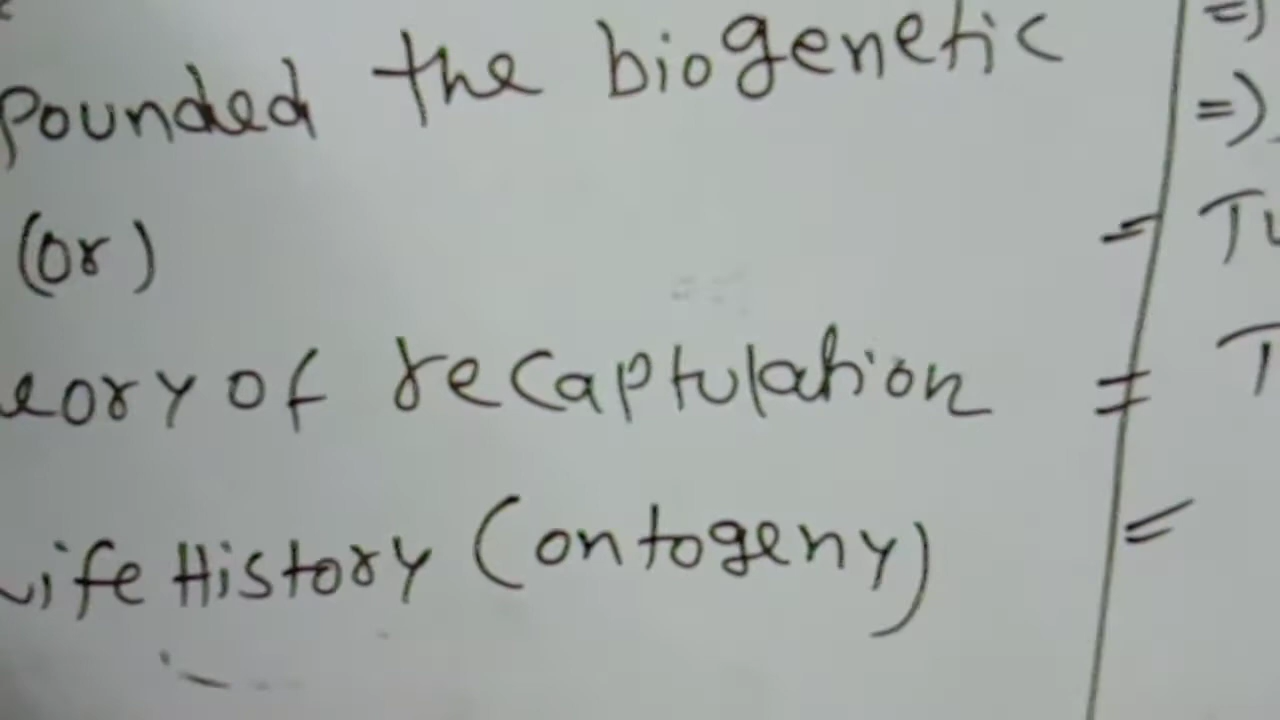 pounded the biogenetic
(or)
eory of recaptulation
ife History (ontogeny)
=)
=)
= T
= T
=